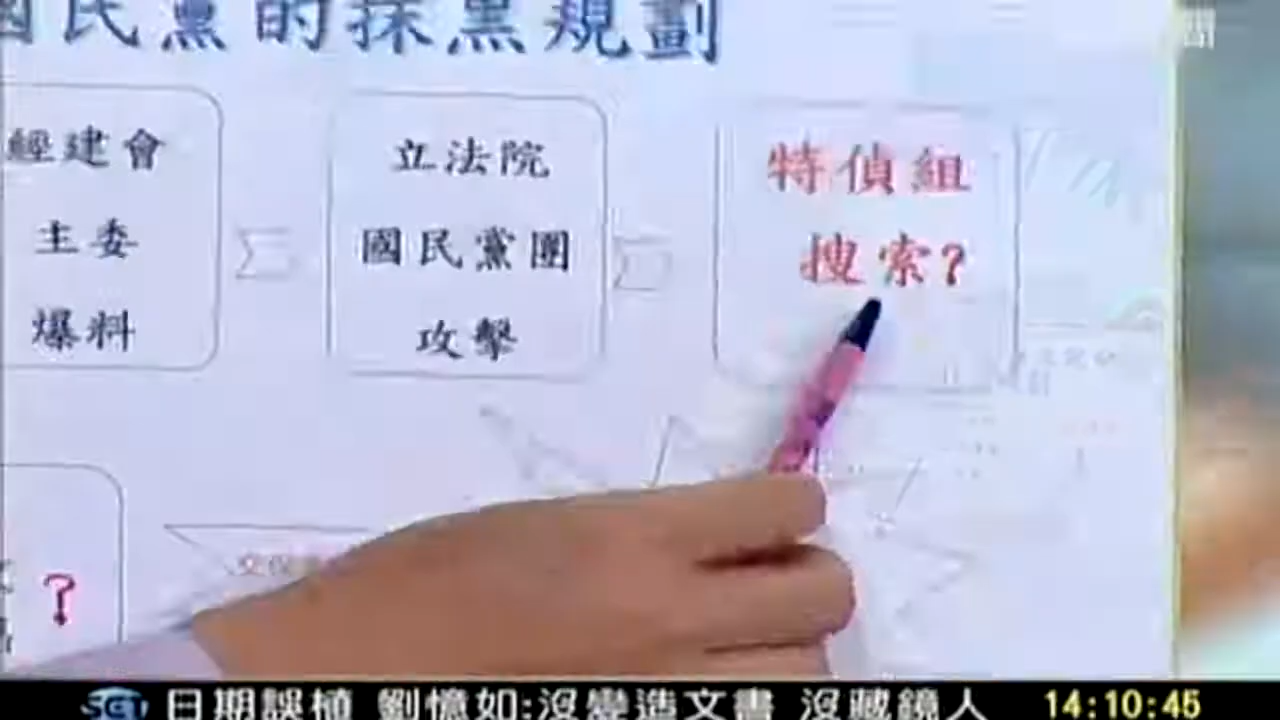 國民黨的抹黑規劃
聞
經建會
主委
爆料
立法院
國民黨團
攻擊
特偵組
搜索?
?
SET 日期誤植 劉憶如:沒變造文書 沒藏鏡人 14:10:45